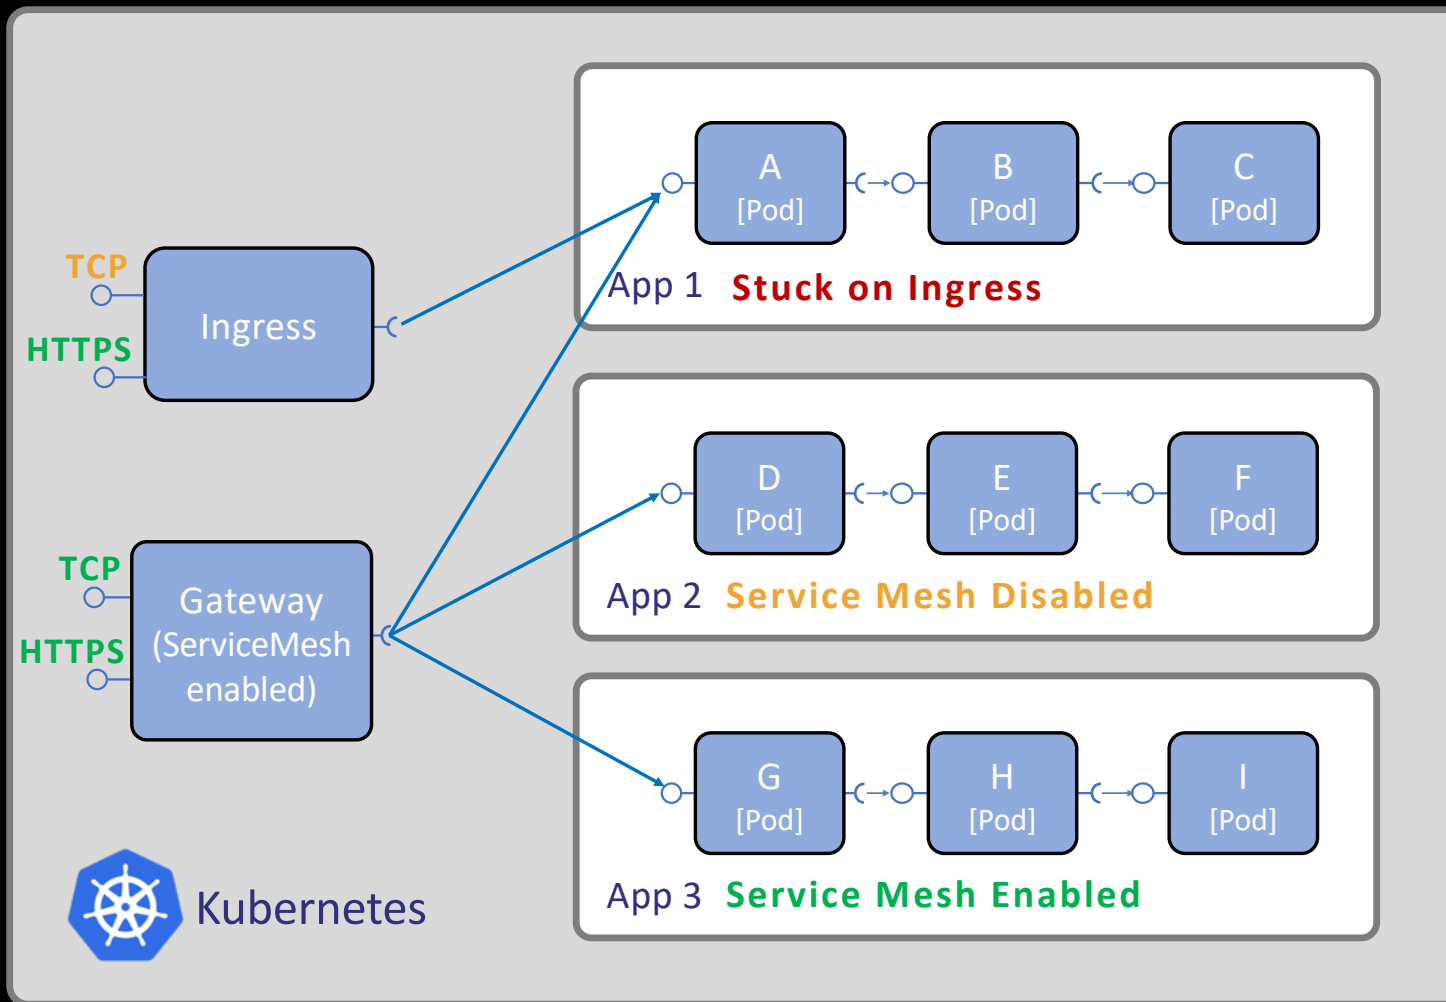 A
[Pod]
B
[Pod]
C
[Pod]
App 1 Stuck on Ingress
TCP
HTTPS
Ingress
D
[Pod]
E
[Pod]
F
[Pod]
App 2 Service Mesh Disabled
TCP
HTTPS
Gateway
(ServiceMesh
enabled)
G
[Pod]
H
[Pod]
I
[Pod]
App 3 Service Mesh Enabled
Kubernetes